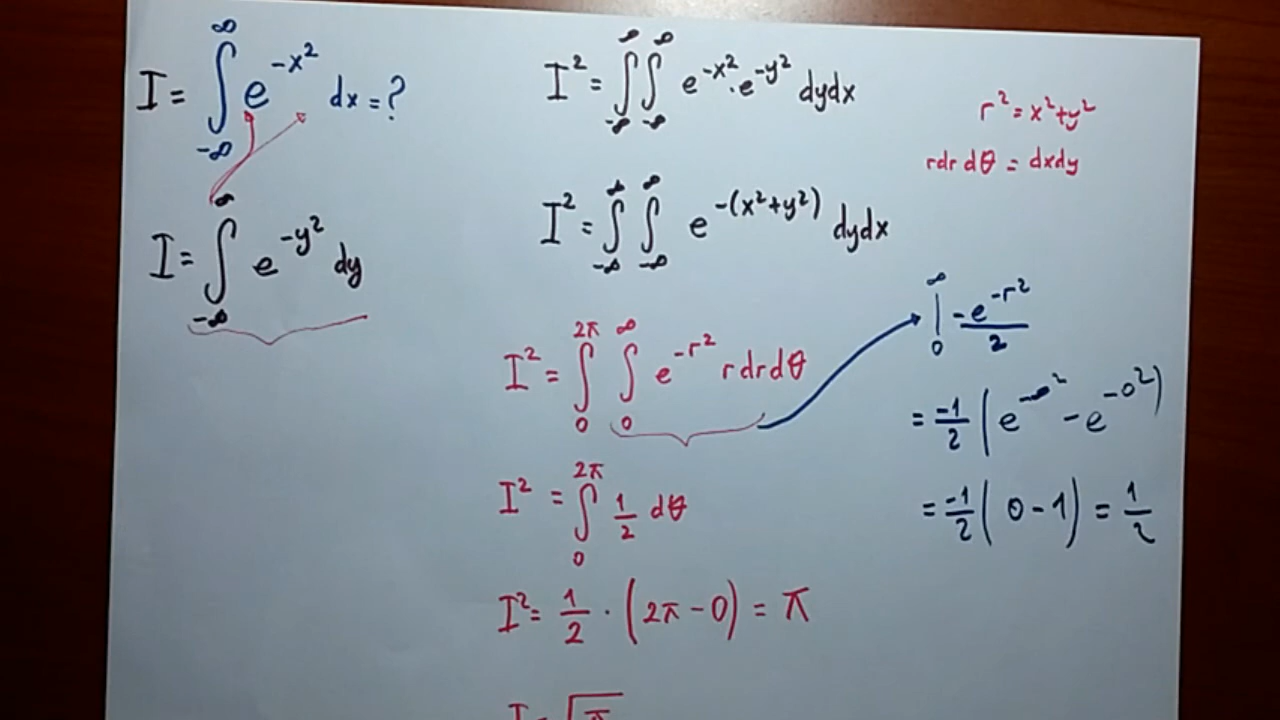 I = ∫_{-∞}^{∞} e^{-x²} dx = ?
I = ∫_{-∞}^{∞} e^{-y²} dy
I² = ∫_{-∞}^{∞} ∫_{-∞}^{∞} e^{-x²} · e^{-y²} dydx
I² = ∫_{-∞}^{∞} ∫_{-∞}^{∞} e^{-(x²+y²)} dydx
I² = ∫_{0}^{2π} ∫_{0}^{∞} e^{-r²} rdrdθ
I² = ∫_{0}^{2π} 1/2 dθ
I² = 1/2 · (2π - 0) = π
I = √π
r² = x² + y²
rdrdθ = dxdy
|_{0}^{∞} -e^{-r²}/2
= -1/2 (e^{-∞²} - e^{-0²})
= -1/2 (0 - 1) = 1/2